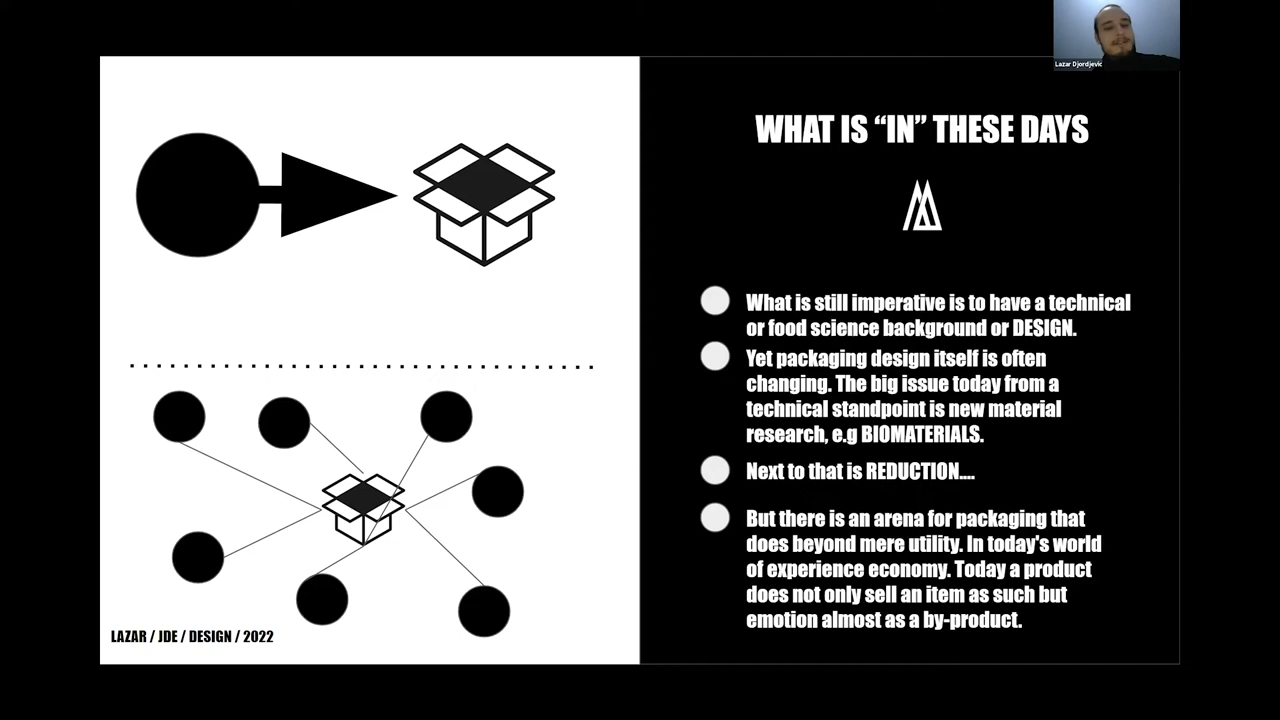 Lazar Djordjevic
WHAT IS “IN” THESE DAYS
What is still imperative is to have a technical
or food science background or DESIGN.
Yet packaging design itself is often
changing. The big issue today from a
technical standpoint is new material
research, e.g BIOMATERIALS.
Next to that is REDUCTION....
But there is an arena for packaging that
does beyond mere utility. In today's world
of experience economy. Today a product
does not only sell an item as such but
emotion almost as a by-product.
LAZAR / JDE / DESIGN / 2022